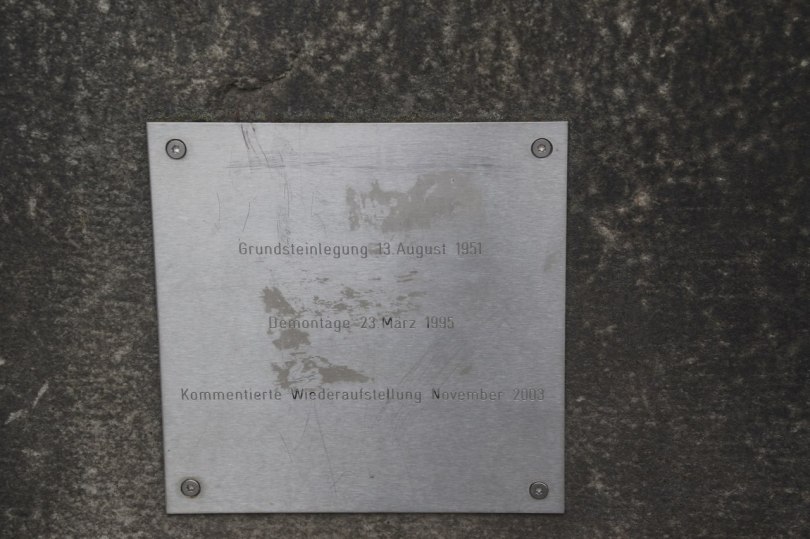 Grundsteinlegung 13.August 1951
Demontage 23.März 1995
Kommentierte Wiederaufstellung November 2003